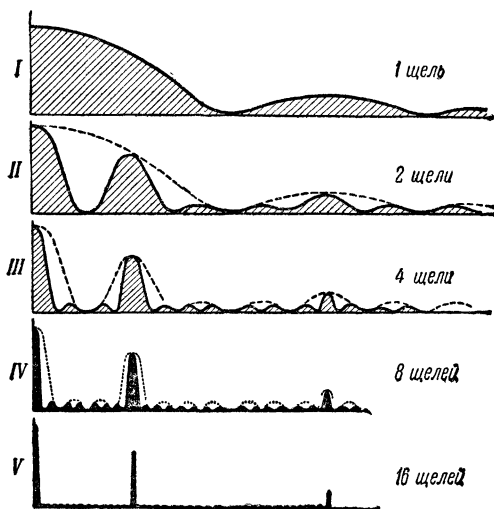 I
1 щель
II
2 щели
III
4 щели
IV
8 щелей
V
16 щелей